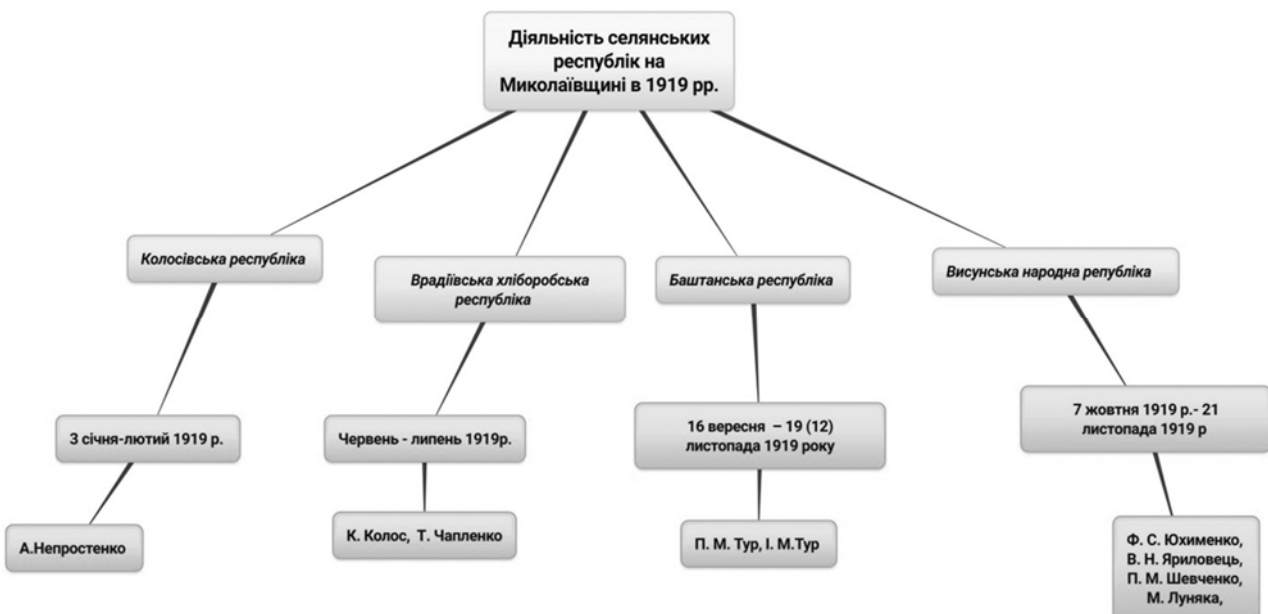 Діяльність селянських
республік на
Миколаївщині в 1919 рр.
Колосівська республіка
Врадіївська хліборобська
республіка
Баштанська республіка
Висунська народна републіка
3 січня-лютий 1919 р.
Червень - липень 1919р.
16 вересня – 19 (12)
листопада 1919 року
7 жовтня 1919 р.- 21
листопада 1919 р
А.Непростенко
К. Колос, Т. Чапленко
П. М. Тур, І. М.Тур
Ф. С. Юхименко,
В. Н. Яриловець,
П. М. Шевченко,
М. Луняка,